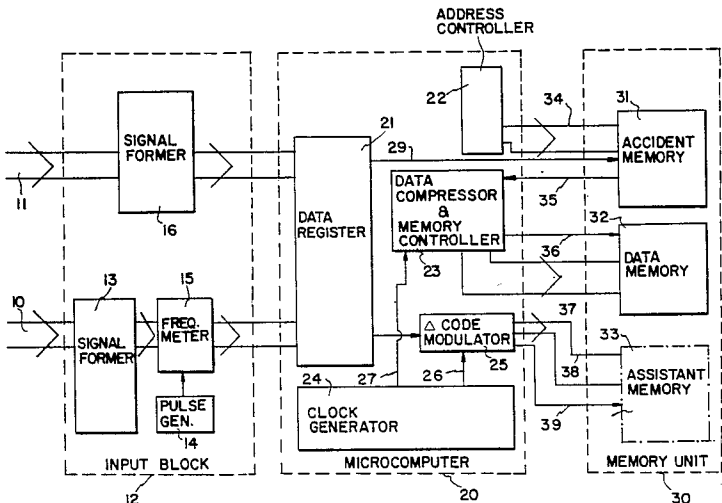 ADDRESS
CONTROLLER
22
34
31
ACCIDENT
MEMORY
21
29
SIGNAL
FORMER
16
11
DATA
REGISTER
DATA
COMPRESSOR
&
MEMORY
CONTROLLER
23
35
32
36
DATA
MEMORY
13
15
10
SIGNAL
FORMER
FREQ.
METER
PULSE
GEN.
14
Δ CODE
MODULATOR
25
37
38
33
ASSISTANT
MEMORY
39
24
27
26
CLOCK
GENERATOR
INPUT BLOCK
12
MICROCOMPUTER
20
MEMORY UNIT
30